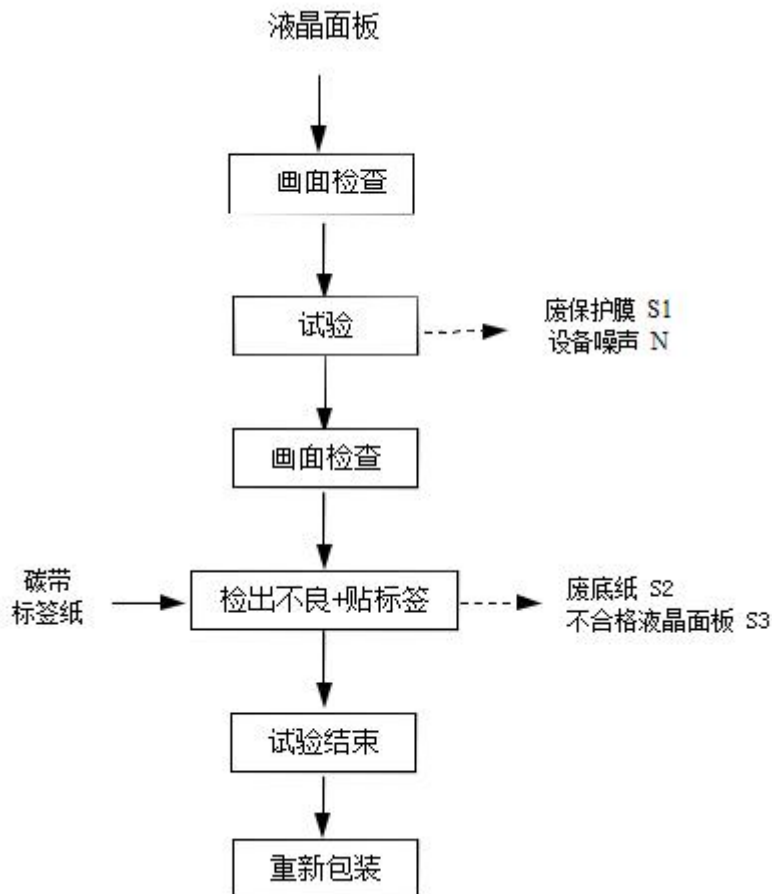 液晶面板
画面检查
试验
废保护膜 S1
设备噪声 N
画面检查
碳带
标签纸
检出不良+贴标签
废底纸 S2
不合格液晶面板 S3
试验结束
重新包装